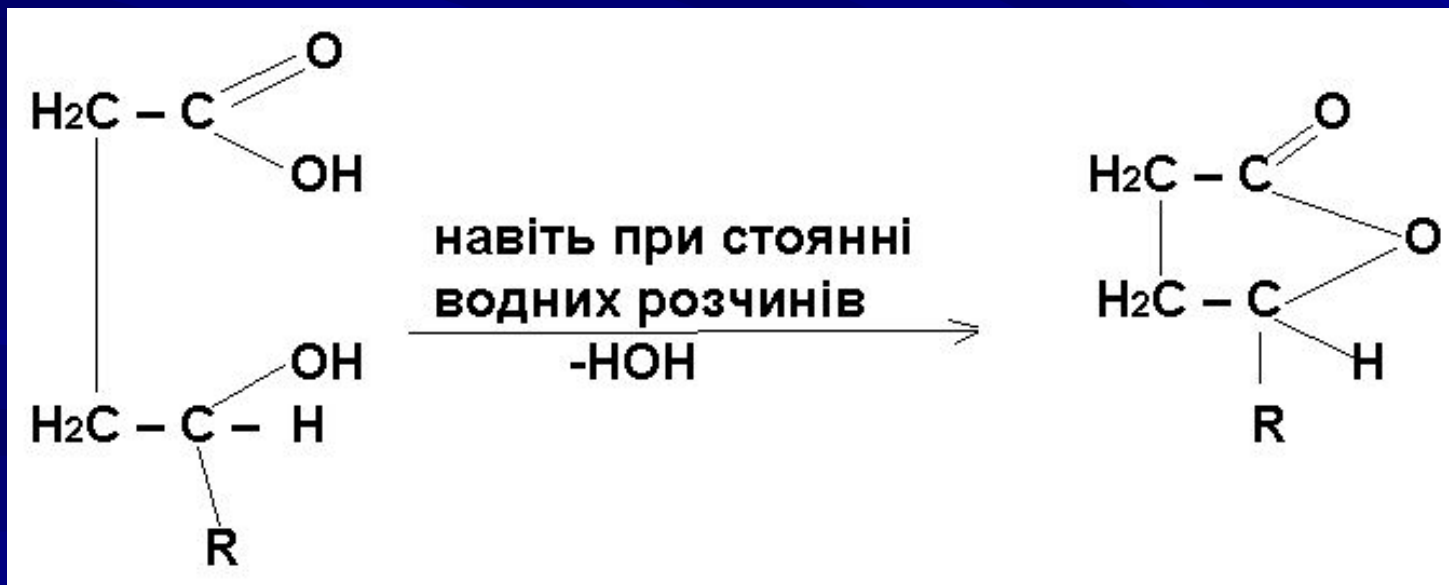 O
H2C – C
OH
навіть при стоянні
водних розчинів
-HOH
OH
H2C – C – H
R
O
H2C – C
O
H2C – C
H
R